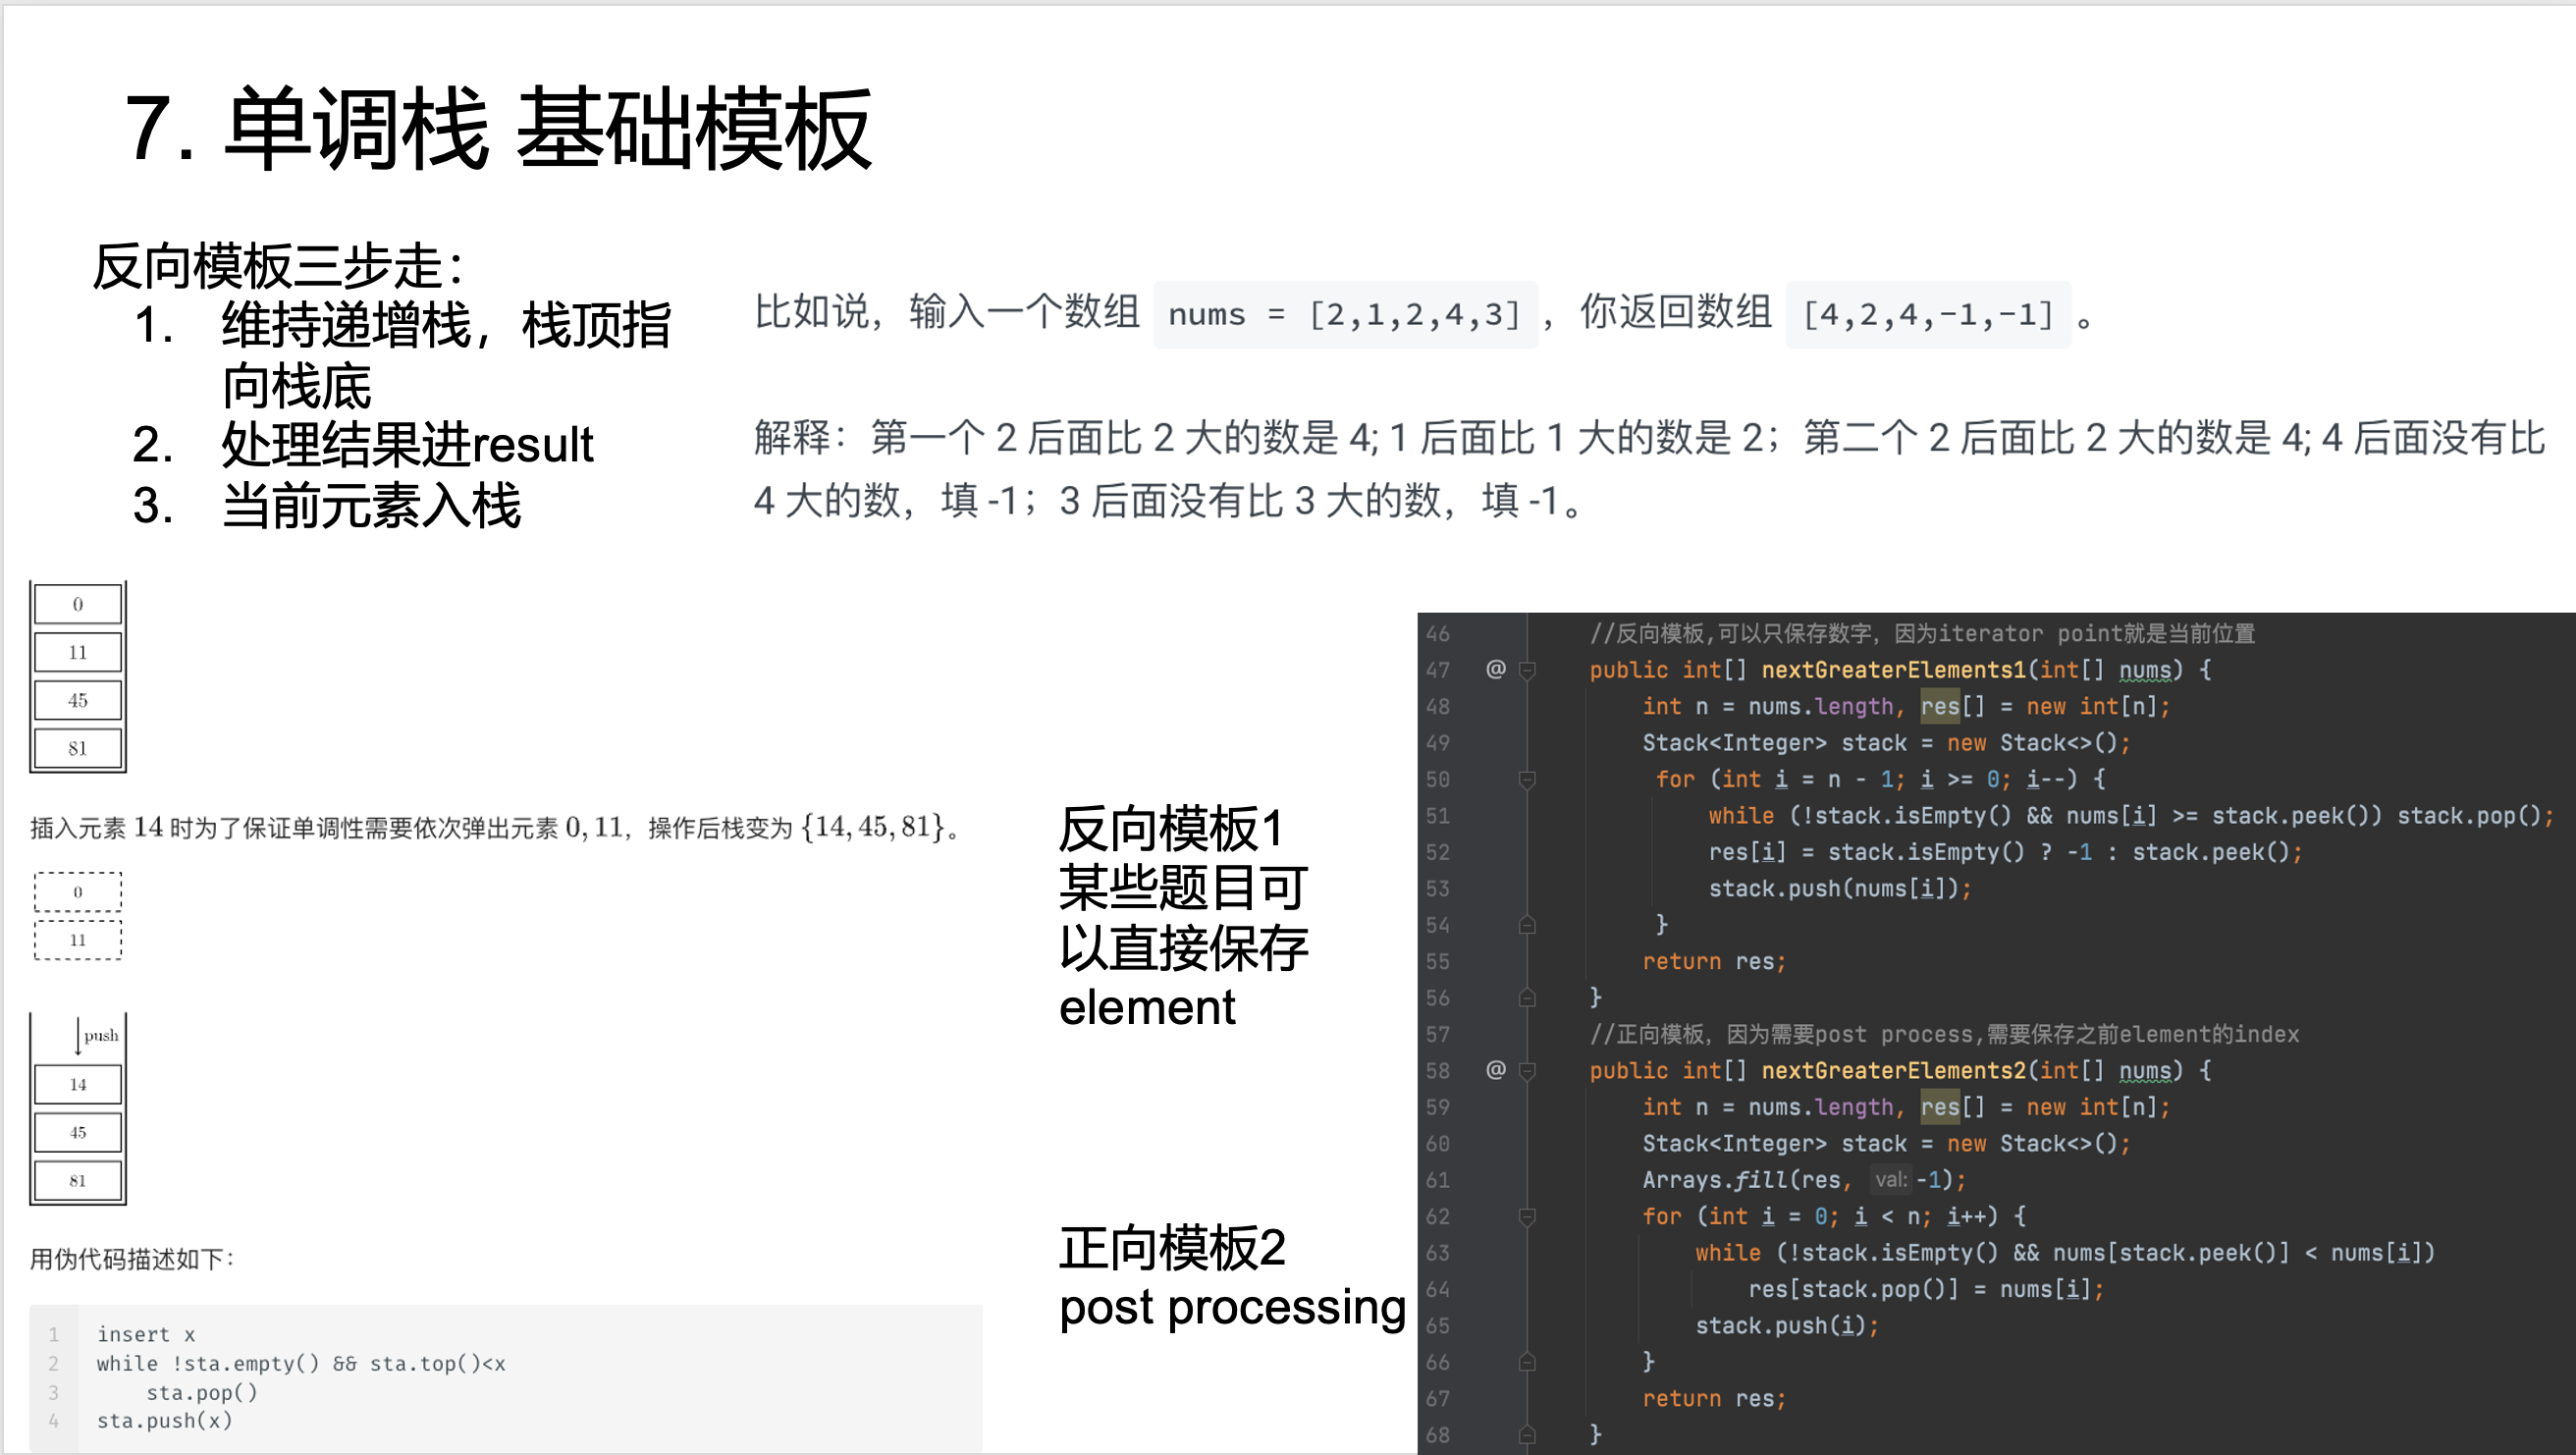 7. 单调栈 基础模板
反向模板三步走：
1. 维持递增栈，栈顶指
向栈底
2. 处理结果进result
3. 当前元素入栈
比如说，输入一个数组 nums = [2,1,2,4,3] ，你返回数组 [4,2,4,-1,-1] 。
解释：第一个 2 后面比 2 大的数是 4; 1 后面比 1 大的数是 2；第二个 2 后面比 2 大的数是 4; 4 后面没有比
4 大的数，填 -1；3 后面没有比 3 大的数，填 -1。
0
11
45
81
插入元素 14 时为了保证单调性需要依次弹出元素 0, 11，操作后栈变为 {14, 45, 81}。
0
11
push
14
45
81
用伪代码描述如下：
1 insert x
2 while !sta.empty() && sta.top()<x
3     sta.pop()
4 sta.push(x)
反向模板1
某些题目可
以直接保存
element
正向模板2
post processing
46 //反向模板,可以只保存数字，因为iterator point就是当前位置
47 @ public int[] nextGreaterElements1(int[] nums) {
48     int n = nums.length, res[] = new int[n];
49     Stack<Integer> stack = new Stack<>();
50      for (int i = n - 1; i >= 0; i--) {
51          while (!stack.isEmpty() && nums[i] >= stack.peek()) stack.pop();
52          res[i] = stack.isEmpty() ? -1 : stack.peek();
53          stack.push(nums[i]);
54      }
55     return res;
56 }
57 //正向模板，因为需要post process,需要保存之前element的index
58 @ public int[] nextGreaterElements2(int[] nums) {
59     int n = nums.length, res[] = new int[n];
60     Stack<Integer> stack = new Stack<>();
61     Arrays.fill(res, val: -1);
62     for (int i = 0; i < n; i++) {
63         while (!stack.isEmpty() && nums[stack.peek()] < nums[i])
64             res[stack.pop()] = nums[i];
65         stack.push(i);
66     }
67     return res;
68 }